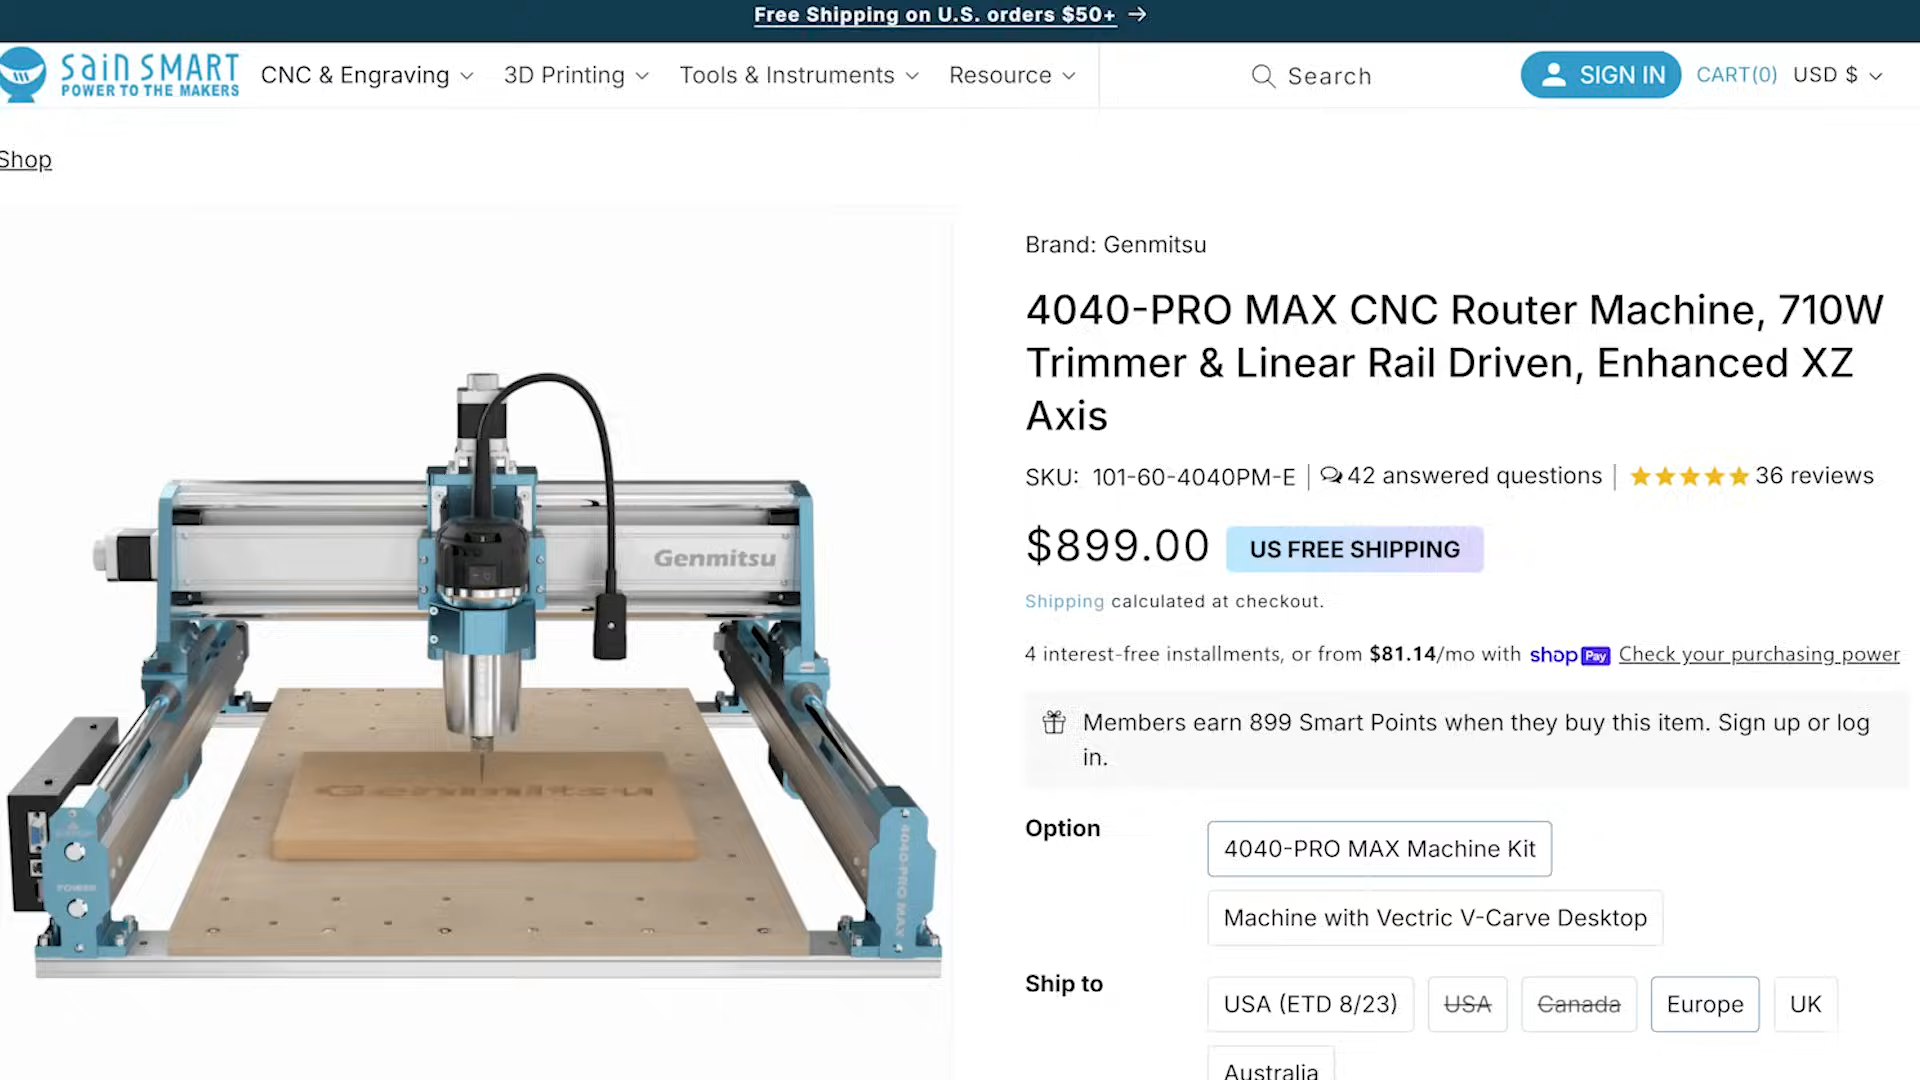 Free Shipping on U.S. orders $50+ →
SainSMART
POWER TO THE MAKERS
CNC & Engraving
3D Printing
Tools & Instruments
Resource
Search
SIGN IN
CART(0)
USD $
Shop
Brand: Genmitsu
4040-PRO MAX CNC Router Machine, 710W
Trimmer & Linear Rail Driven, Enhanced XZ
Axis
SKU: 101-60-4040PM-E | 42 answered questions | ★★★★★ 36 reviews
$899.00 US FREE SHIPPING
Shipping calculated at checkout.
4 interest-free installments, or from $81.14/mo with shop Pay Check your purchasing power
Members earn 899 Smart Points when they buy this item. Sign up or log
in.
Option
4040-PRO MAX Machine Kit
Machine with Vectric V-Carve Desktop
Ship to
USA (ETD 8/23)
USA
Canada
Europe
UK
Australia
Genmitsu
Genmitsu
POWER
4040-PRO MAX